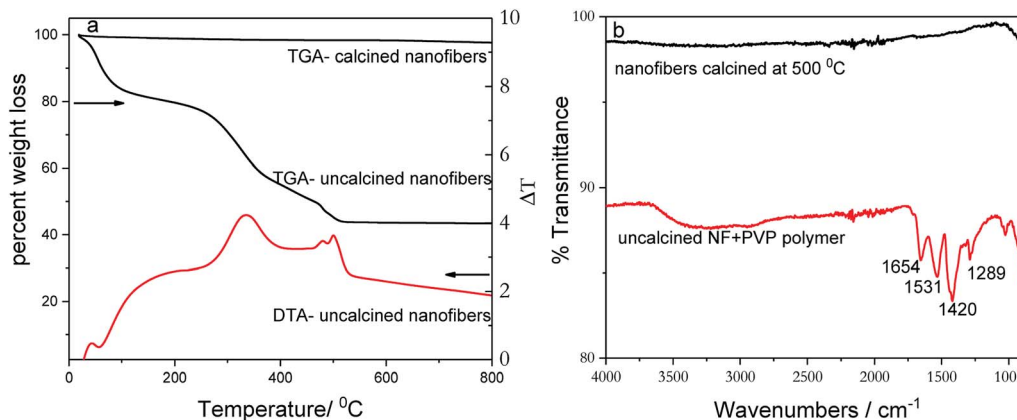 a
100
80
60
40
20
percent weight loss
10
8
6
4
2
0
ΔT
TGA- calcined nanofibers
TGA- uncalcined nanofibers
DTA- uncalcined nanofibers
0
200
400
600
800
Temperature/ ⁰C
b
100
90
80
% Transmittance
nanofibers calcined at 500 ⁰C
uncalcined NF+PVP polymer
1654
1531
1420
1289
4000
3500
3000
2500
2000
1500
1000
Wavenumbers / cm⁻¹